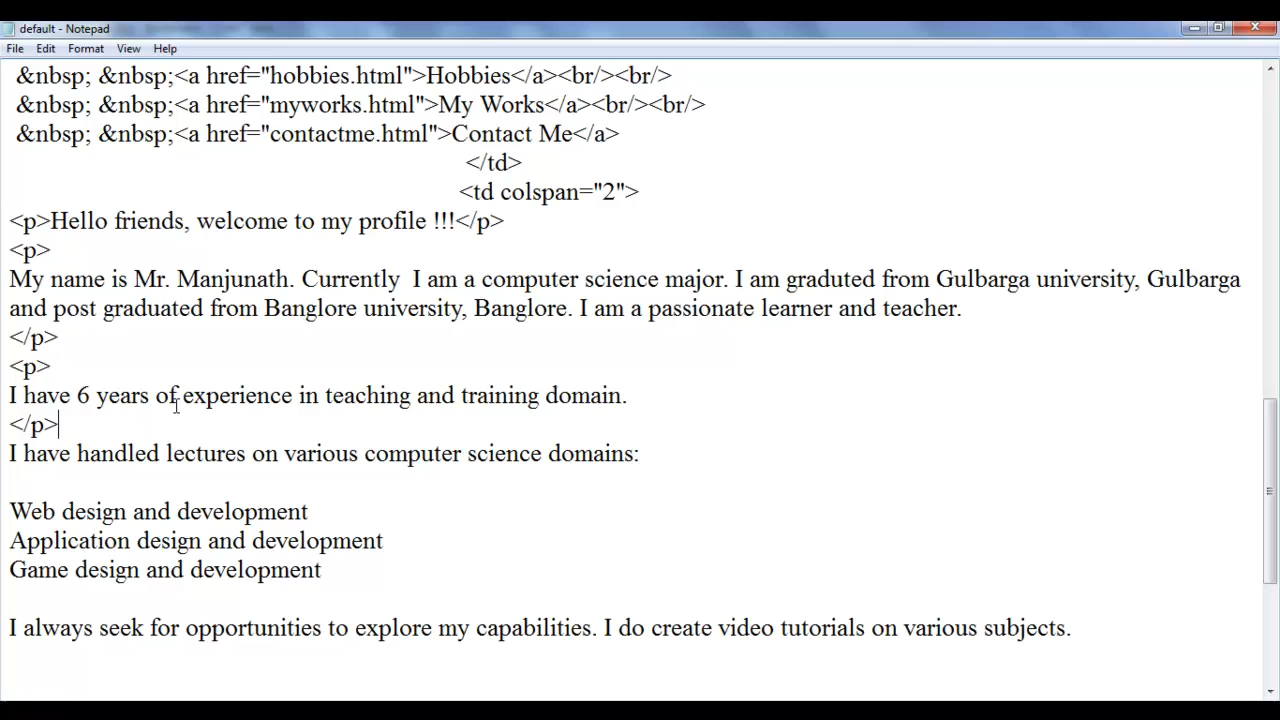 default - Notepad
File Edit Format View Help
&nbsp; &nbsp;<a href="hobbies.html">Hobbies</a><br/><br/>
&nbsp; &nbsp;<a href="myworks.html">My Works</a><br/><br/>
&nbsp; &nbsp;<a href="contactme.html">Contact Me</a>
</td>
<td colspan="2">
<p>Hello friends, welcome to my profile !!!</p>
<p>
My name is Mr. Manjunath. Currently  I am a computer science major. I am graduted from Gulbarga university, Gulbarga
and post graduated from Banglore university, Banglore. I am a passionate learner and teacher.
</p>
<p>
I have 6 years of experience in teaching and training domain.
</p>
I have handled lectures on various computer science domains:
Web design and development
Application design and development
Game design and development
I always seek for opportunities to explore my capabilities. I do create video tutorials on various subjects.